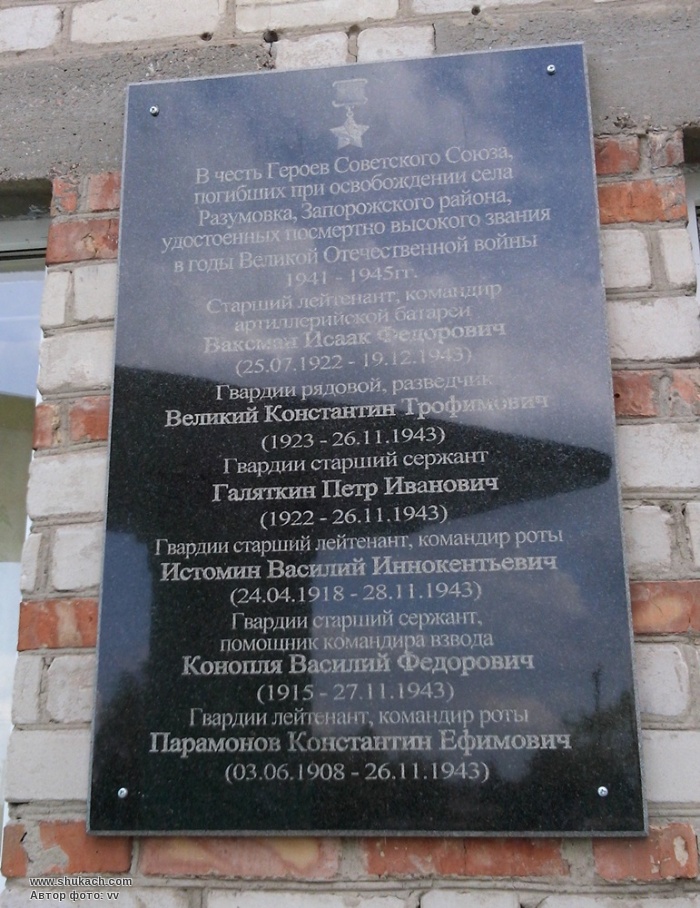 В честь Героев Советского Союза,
погибших при освобождении села
Разумовка, Запорожского района,
удостоенных посмертно высокого звания
в годы Великой Отечественной войны
1941 - 1945гг.
Старший лейтенант, командир
артиллерийской батареи
Ваксман Исаак Федорович
(25.07.1922 - 19.12.1943)
Гвардии рядовой, разведчик
Великий Константин Трофимович
(1923 - 26.11.1943)
Гвардии старший сержант
Галяткин Петр Иванович
(1922 - 26.11.1943)
Гвардии старший лейтенант, командир роты
Истомин Василий Иннокентьевич
(24.04.1918 - 28.11.1943)
Гвардии старший сержант,
помощник командира взвода
Конопля Василий Федорович
(1915 - 27.11.1943)
Гвардии лейтенант, командир роты
Парамонов Константин Ефимович
(03.06.1908 - 26.11.1943)
www.shukach.com
Автор фото: vv